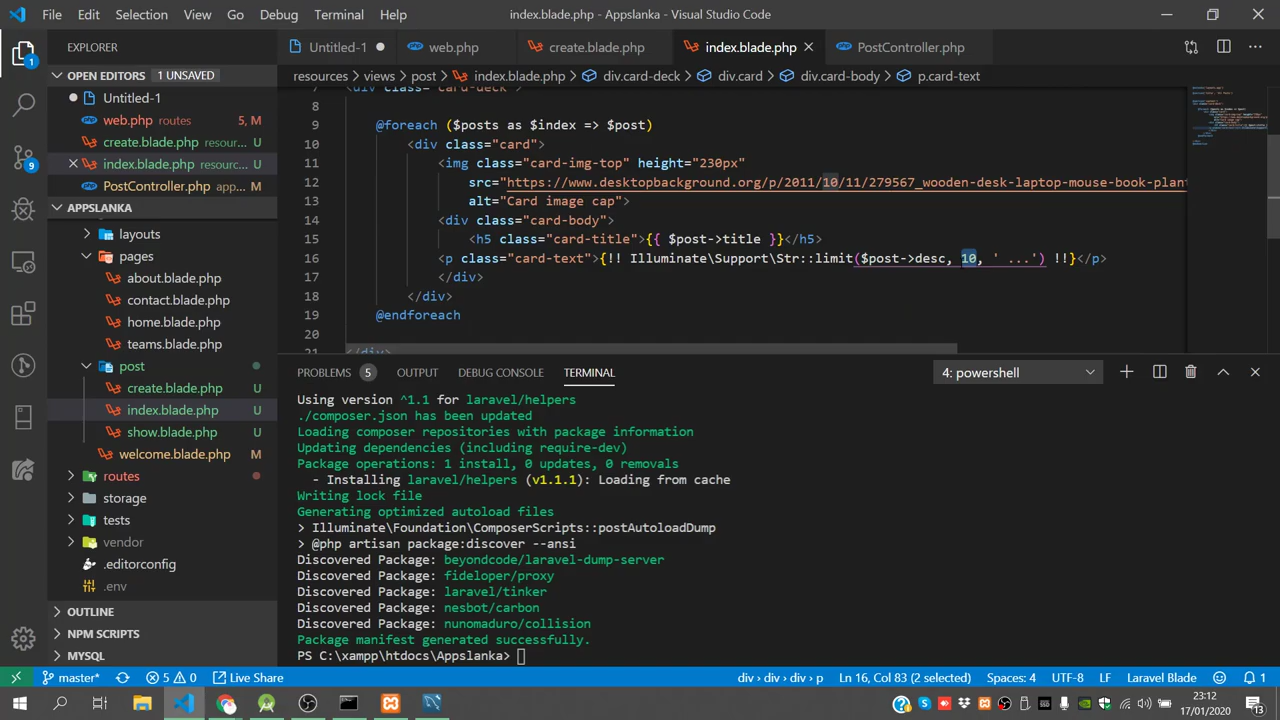 File Edit Selection View Go Debug Terminal Help index.blade.php - Appslanka - Visual Studio Code
EXPLORER
OPEN EDITORS 1 UNSAVED
Untitled-1
web.php routes 5, M
create.blade.php resourc... U
index.blade.php resourc... U
PostController.php app... M
APPSLANKA
layouts
pages
about.blade.php
contact.blade.php
home.blade.php
teams.blade.php
post
create.blade.php U
index.blade.php U
show.blade.php U
welcome.blade.php M
routes
storage
tests
vendor
.editorconfig
.env
OUTLINE
NPM SCRIPTS
MYSQL
Untitled-1 web.php create.blade.php index.blade.php PostController.php
resources > views > post > index.blade.php > div.card-deck > div.card > div.card-body > p.card-text
7 <div class="card-deck">
8
9 @foreach ($posts as $index => $post)
10 <div class="card">
11 <img class="card-img-top" height="230px"
12 src="https://www.desktopbackground.org/p/2011/10/11/279567_wooden-desk-laptop-mouse-book-plant
13 alt="Card image cap">
14 <div class="card-body">
15 <h5 class="card-title">{{ $post->title }}</h5>
16 <p class="card-text">{!! Illuminate\Support\Str::limit($post->desc, 10, ' ...') !!}</p>
17 </div>
18 </div>
19 @endforeach
20
21 </div>
PROBLEMS 5 OUTPUT DEBUG CONSOLE TERMINAL 4: powershell
Using version ^1.1 for laravel/helpers
./composer.json has been updated
Loading composer repositories with package information
Updating dependencies (including require-dev)
Package operations: 1 install, 0 updates, 0 removals
- Installing laravel/helpers (v1.1.1): Loading from cache
Writing lock file
Generating optimized autoload files
> Illuminate\Foundation\ComposerScripts::postAutoloadDump
> @php artisan package:discover --ansi
Discovered Package: beyondcode/laravel-dump-server
Discovered Package: fideloper/proxy
Discovered Package: laravel/tinker
Discovered Package: nesbot/carbon
Discovered Package: nunomaduro/collision
Package manifest generated successfully.
PS C:\xampp\htdocs\Appslanka>
master* 5 0 Live Share div > div > div > p Ln 16, Col 83 (2 selected) Spaces: 4 UTF-8 LF Laravel Blade 1
23:12
17/01/2020